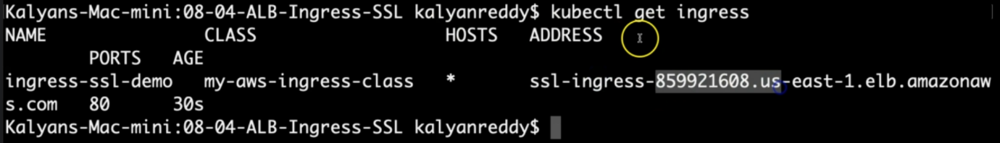 Kalyans-Mac-mini:08-04-ALB-Ingress-SSL kalyanreddy$ kubectl get ingress
NAME CLASS HOSTS ADDRESS
PORTS AGE
ingress-ssl-demo my-aws-ingress-class * ssl-ingress-859921608.us-east-1.elb.amazonaw
s.com 80 30s
Kalyans-Mac-mini:08-04-ALB-Ingress-SSL kalyanreddy$